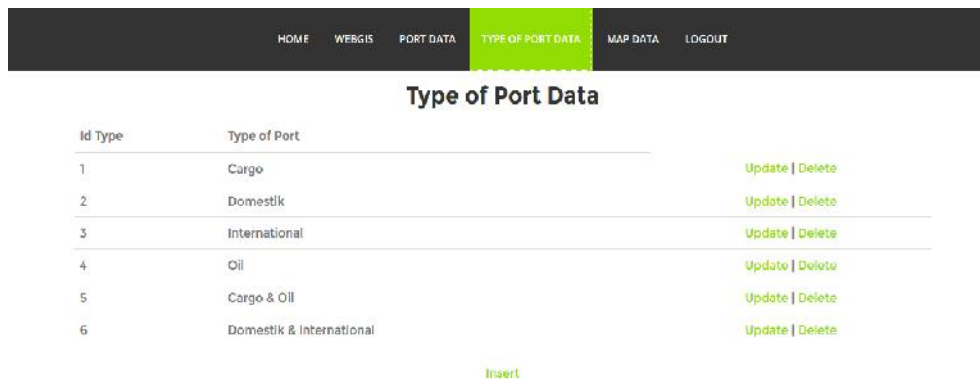 HOME WEBGIS PORT DATA TYPE OF PORT DATA MAP DATA LOGOUT
Type of Port Data
Id Type Type of Port
1 Cargo Update | Delete
2 Domestik Update | Delete
3 International Update | Delete
4 Oil Update | Delete
5 Cargo & Oil Update | Delete
6 Domestik & International Update | Delete
Insert